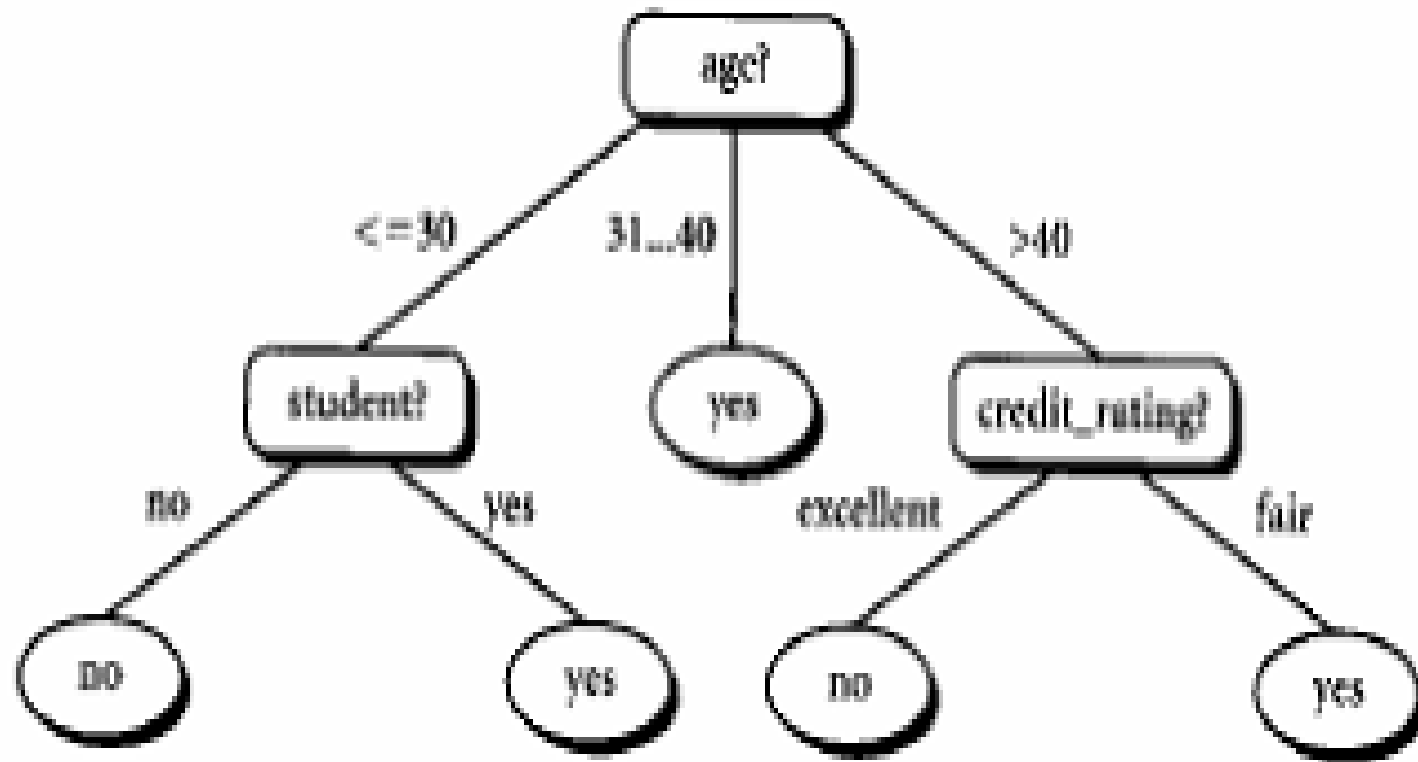 age?
<=30 31...40 >40
student? yes credit_rating?
no yes excellent fair
no yes no yes